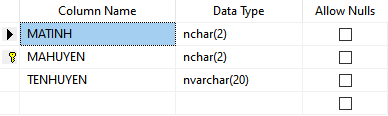 Column Name Data Type Allow Nulls
MATINH nchar(2)
MAHUYEN nchar(2)
TENHUYEN nvarchar(20)